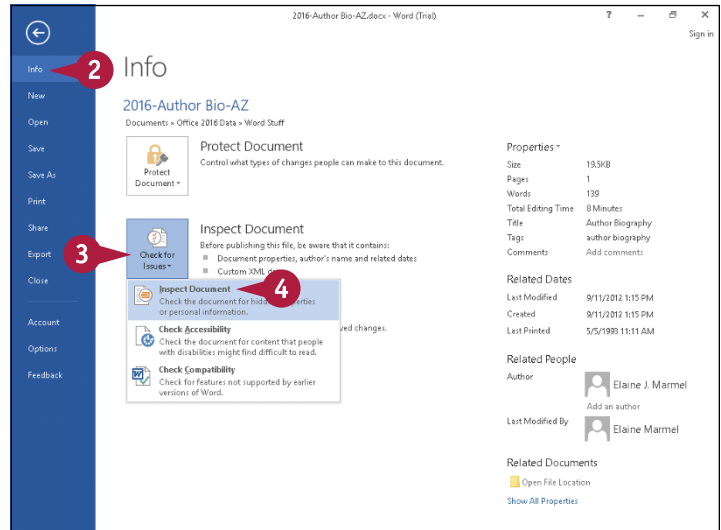 2016-Author Bio-AZ.docx - Word (Trial)
?
Sign in
Info
New
Open
Save
Save As
Print
Share
Export
Close
Account
Options
Feedback
2
Info
2016-Author Bio-AZ
Documents » Office 2016 Data » Word Stuff
Protect Document
Control what types of changes people can make to this document.
Protect
Document
3
Inspect Document
Before publishing this file, be aware that it contains:
Document properties, author's name and related dates
Custom XML
Check for
Issues
4
Inspect Document
Check the document for hidden properties
or personal information.
Check Accessibility
Check the document for content that people
with disabilities might find difficult to read.
Check Compatibility
Check for features not supported by earlier
versions of Word.
changes.
Properties
Size 19.5KB
Pages 1
Words 139
Total Editing Time 8 Minutes
Title Author Biography
Tags author biography
Comments Add comments
Related Dates
Last Modified 9/11/2012 1:15 PM
Created 9/11/2012 1:15 PM
Last Printed 5/5/1993 11:11 AM
Related People
Author Elaine J. Marmel
Add an author
Last Modified By Elaine Marmel
Related Documents
Open File Location
Show All Properties